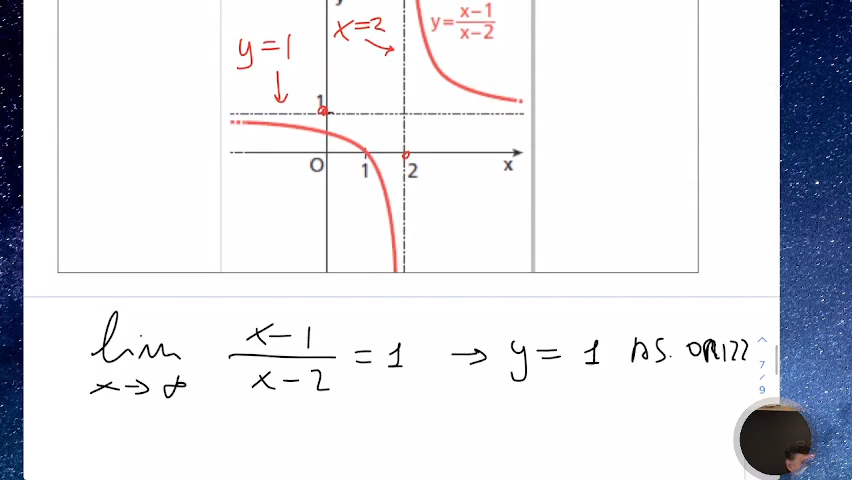 y = x-1 / x-2
x=2
y=1
1
O 1 2 x
lim x→∞ x-1 / x-2 = 1 → y = 1 AS. ORIZZ
7
/
9